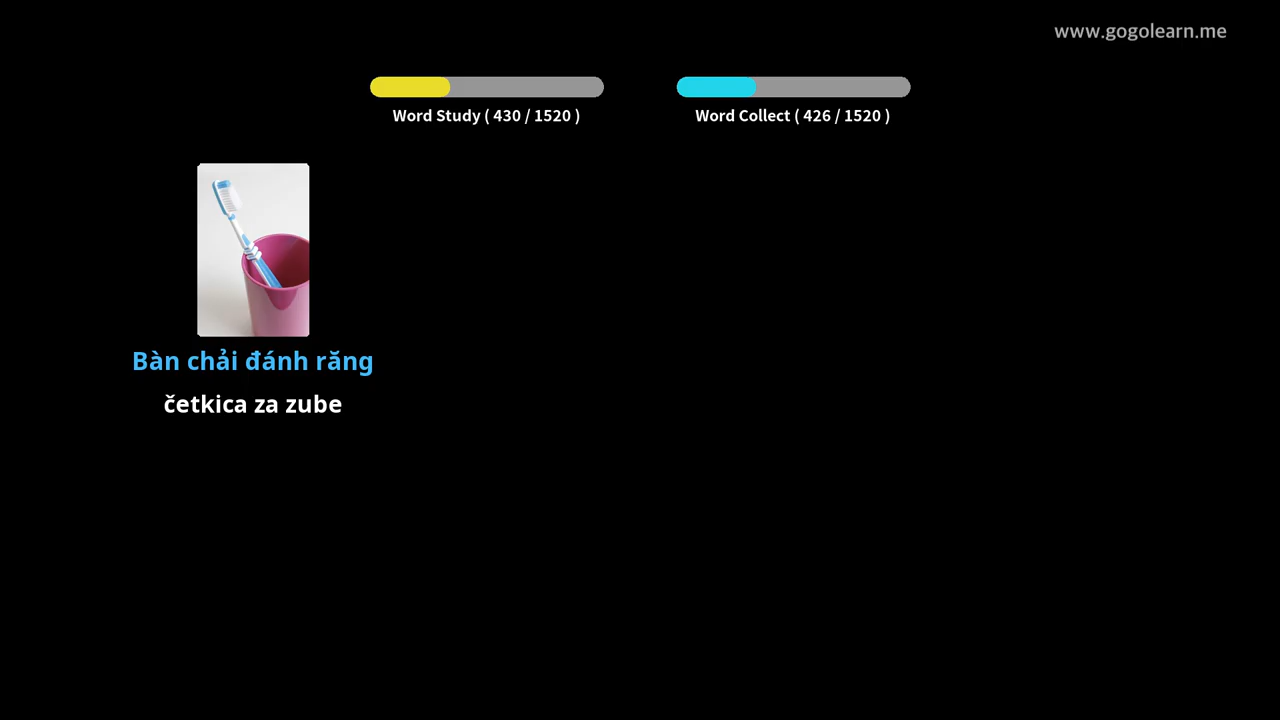 www.gogolearn.me
Word Study ( 430 / 1520 )
Word Collect ( 426 / 1520 )
Bàn chải đánh răng
četkica za zube